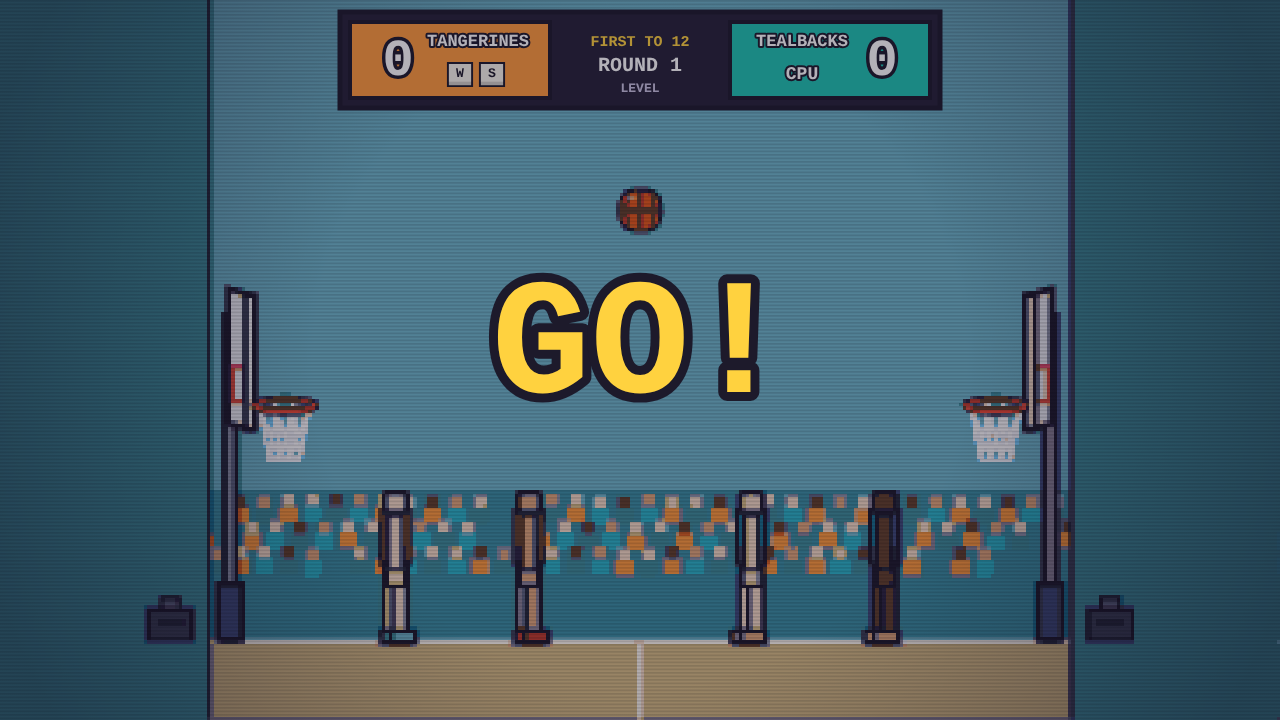 0 TANGERINES
W S
FIRST TO 12
ROUND 1
LEVEL
TEALBACKS 0
CPU
GO!